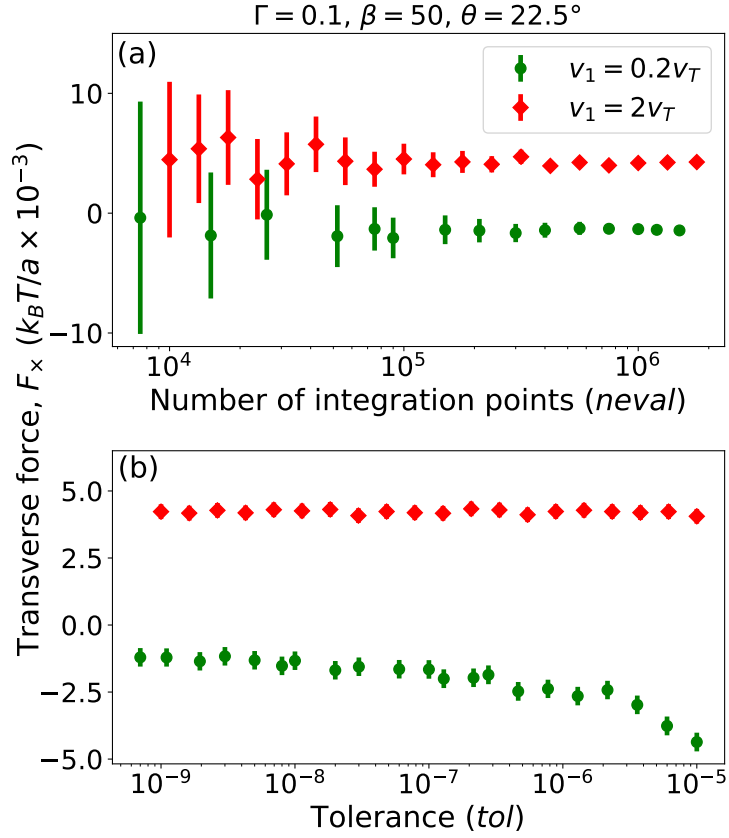 Γ = 0.1, β = 50, θ = 22.5°
(a)
v₁ = 0.2v_T
v₁ = 2v_T
10
0
−10
10⁴ 10⁵ 10⁶
Number of integration points (neval)
Transverse force, F_× (k_BT/a × 10⁻³)
(b)
5.0
2.5
0.0
−2.5
−5.0
10⁻⁹ 10⁻⁸ 10⁻⁷ 10⁻⁶ 10⁻⁵
Tolerance (tol)